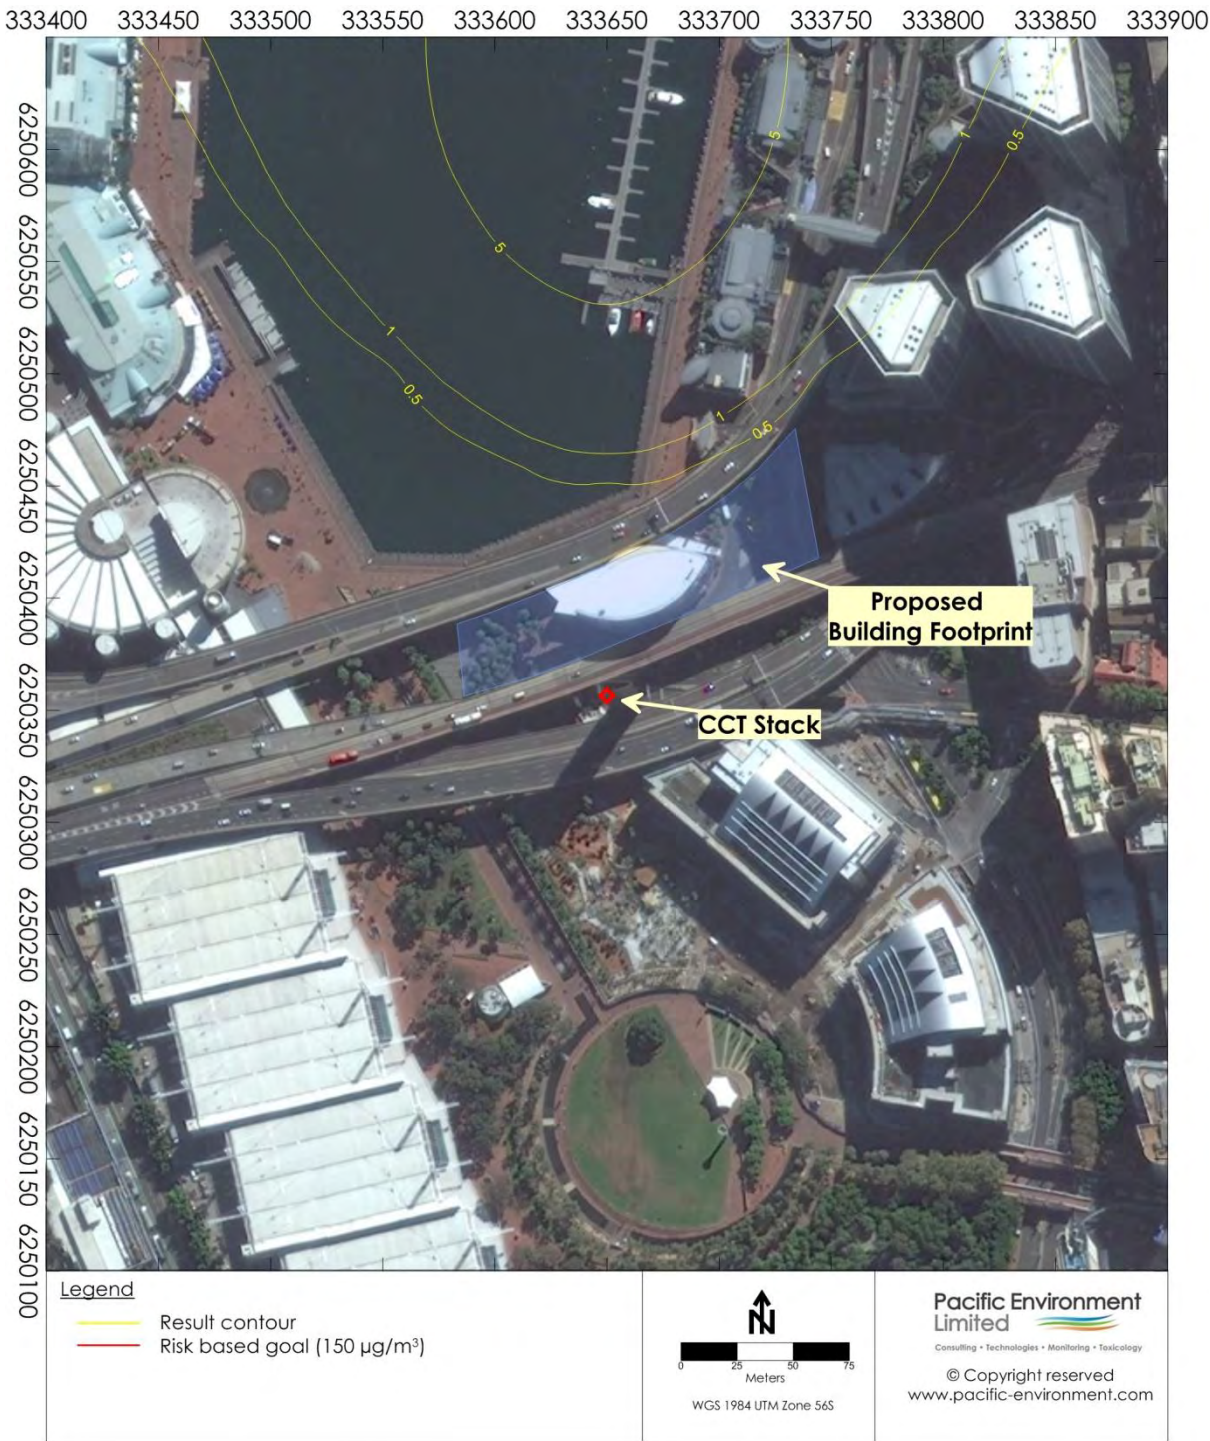 333400 333450 333500 333550 333600 333650 333700 333750 333800 333850 333900
6250600
6250550
6250500
6250450
6250400
6250350
6250300
6250250
6250200
6250150
6250100
1
0.5
5
5
1
0.5
1
0.5
Proposed
Building Footprint
CCT Stack
Legend
Result contour
Risk based goal (150 µg/m³)
N
0 25 50 75
Meters
WGS 1984 UTM Zone 56S
Pacific Environment
Limited
Consulting • Technologies • Monitoring • Toxicology
© Copyright reserved
www.pacific-environment.com